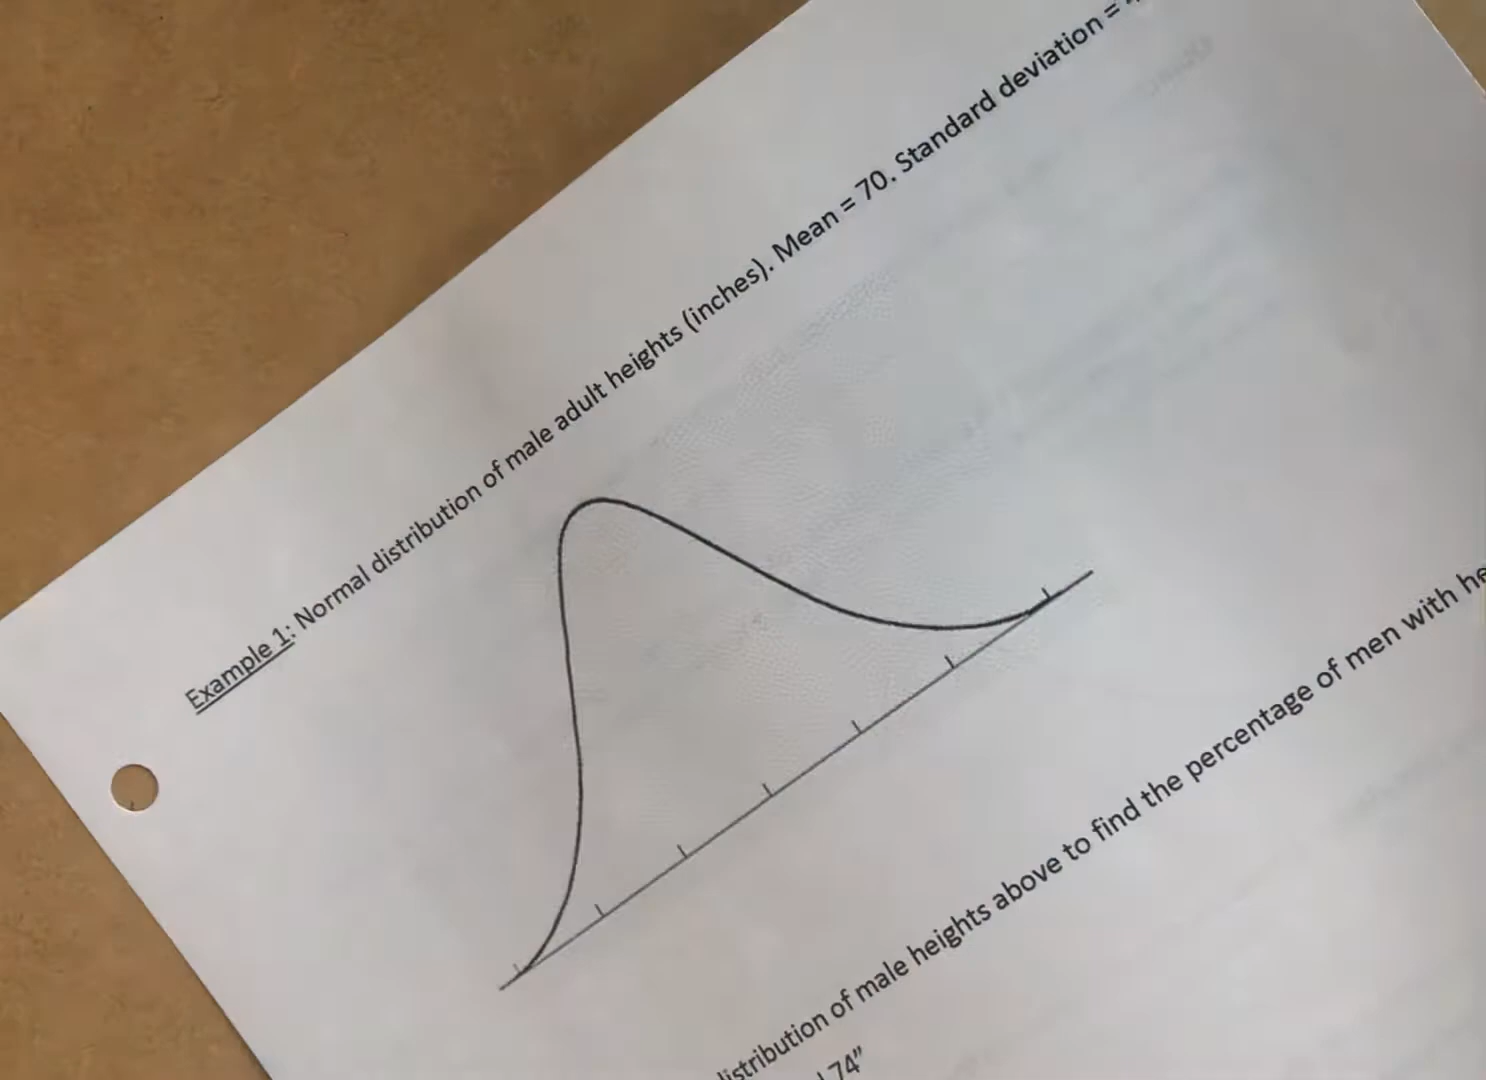 Example 1: Normal distribution of male adult heights (inches). Mean = 70. Standard deviation =
distribution of male heights above to find the percentage of men with
74"